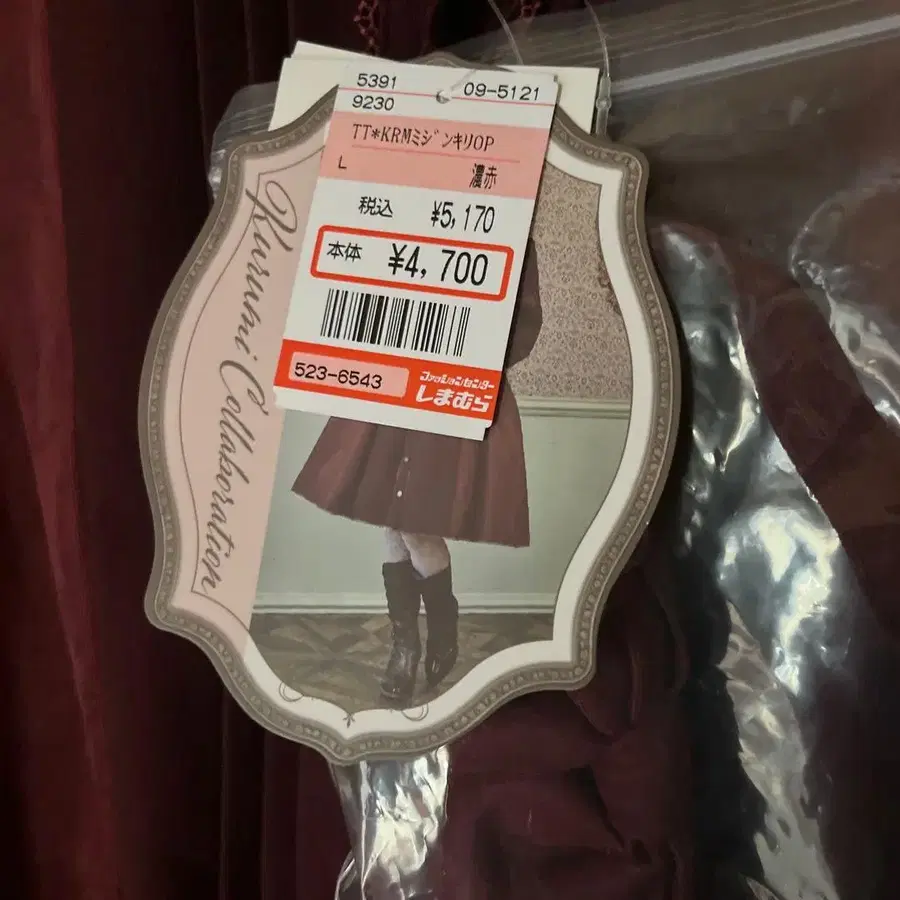 5391 09-5121
9230
TT*KRMミジンキリOP
L 濃赤
税込 ¥5,170
本体 ¥4,700
523-6543
ファッションセンター
しまむら
Kurumi Collaboration